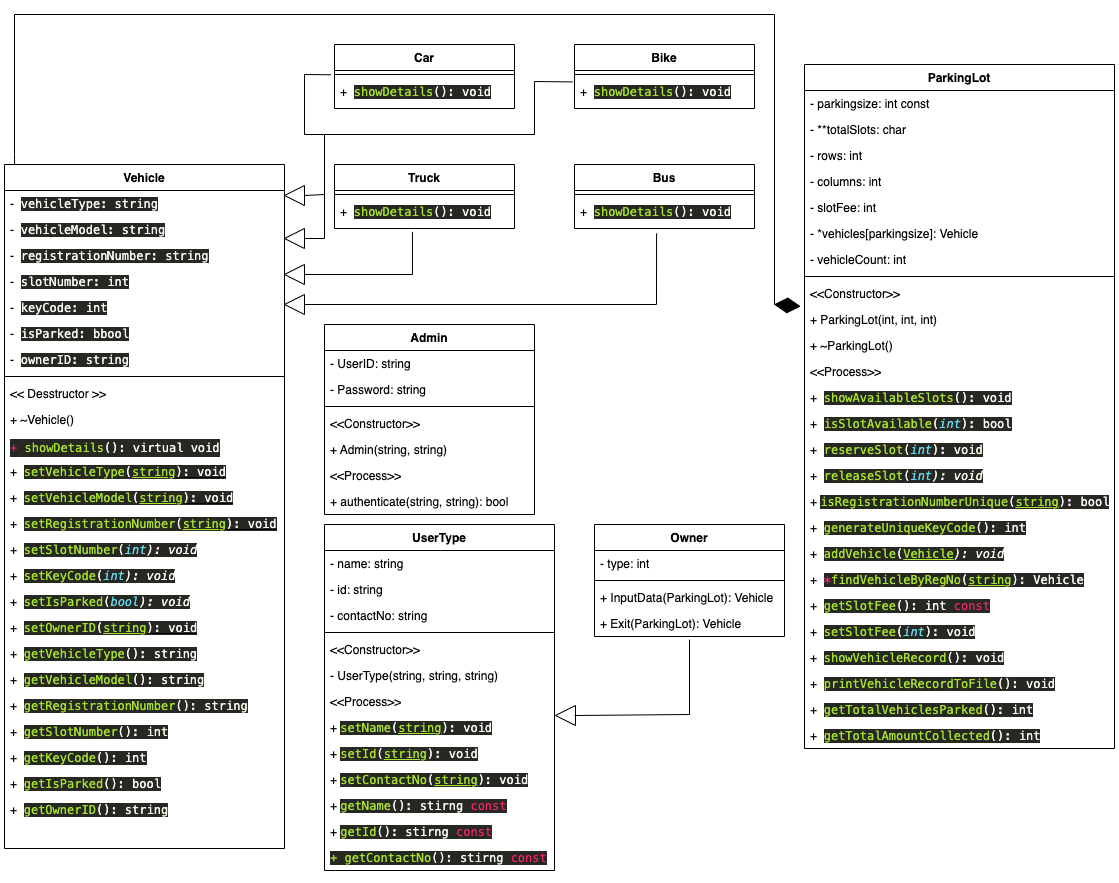 Car
+ showDetails(): void
Bike
+ showDetails(): void
Truck
+ showDetails(): void
Bus
+ showDetails(): void
Vehicle
- vehicleType: string
- vehicleModel: string
- registrationNumber: string
- slotNumber: int
- keyCode: int
- isParked: bbool
- ownerID: string
<< Desstructor >>
+ ~Vehicle()
+ showDetails(): virtual void
+ setVehicleType(string): void
+ setVehicleModel(string): void
+ setRegistrationNumber(string): void
+ setSlotNumber(int): void
+ setKeyCode(int): void
+ setIsParked(bool): void
+ setOwnerID(string): void
+ getVehicleType(): string
+ getVehicleModel(): string
+ getRegistrationNumber(): string
+ getSlotNumber(): int
+ getKeyCode(): int
+ getIsParked(): bool
+ getOwnerID(): string
Admin
- UserID: string
- Password: string
<<Constructor>>
+ Admin(string, string)
<<Process>>
+ authenticate(string, string): bool
UserType
- name: string
- id: string
- contactNo: string
<<Constructor>>
- UserType(string, string, string)
<<Process>>
+ setName(string): void
+ setId(string): void
+ setContactNo(string): void
+ getName(): stirng const
+ getId(): stirng const
+ getContactNo(): stirng const
Owner
- type: int
+ InputData(ParkingLot): Vehicle
+ Exit(ParkingLot): Vehicle
ParkingLot
- parkingsize: int const
- **totalSlots: char
- rows: int
- columns: int
- slotFee: int
- *vehicles[parkingsize]: Vehicle
- vehicleCount: int
<<Constructor>>
+ ParkingLot(int, int, int)
+ ~ParkingLot()
<<Process>>
+ showAvailableSlots(): void
+ isSlotAvailable(int): bool
+ reserveSlot(int): void
+ releaseSlot(int): void
+ isRegistrationNumberUnique(string): bool
+ generateUniqueKeyCode(): int
+ addVehicle(Vehicle): void
+ *findVehicleByRegNo(string): Vehicle
+ getSlotFee(): int const
+ setSlotFee(int): void
+ showVehicleRecord(): void
+ printVehicleRecordToFile(): void
+ getTotalVehiclesParked(): int
+ getTotalAmountCollected(): int